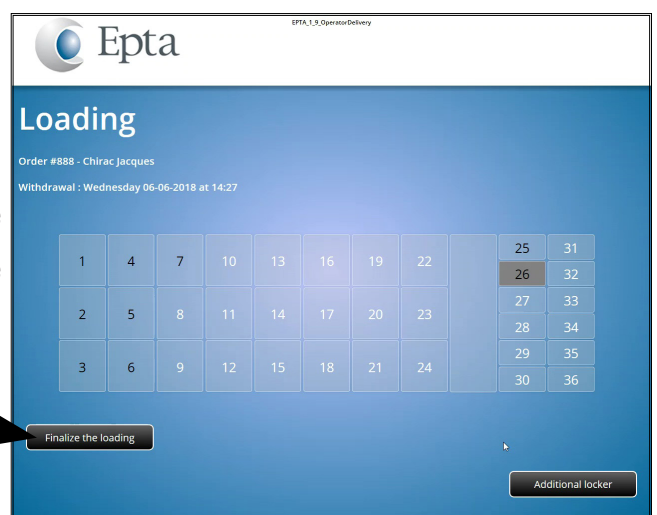 EPTA_1_9_OperatorDelivery
Epta
Loading
Order #888 - Chirac Jacques
Withdrawal : Wednesday 06-06-2018 at 14:27
1 4 7 10 13 16 19 22 25 31
26 32
2 5 8 11 14 17 20 23 27 33
28 34
3 6 9 12 15 18 21 24 29 35
30 36
Finalize the loading
Additional locker